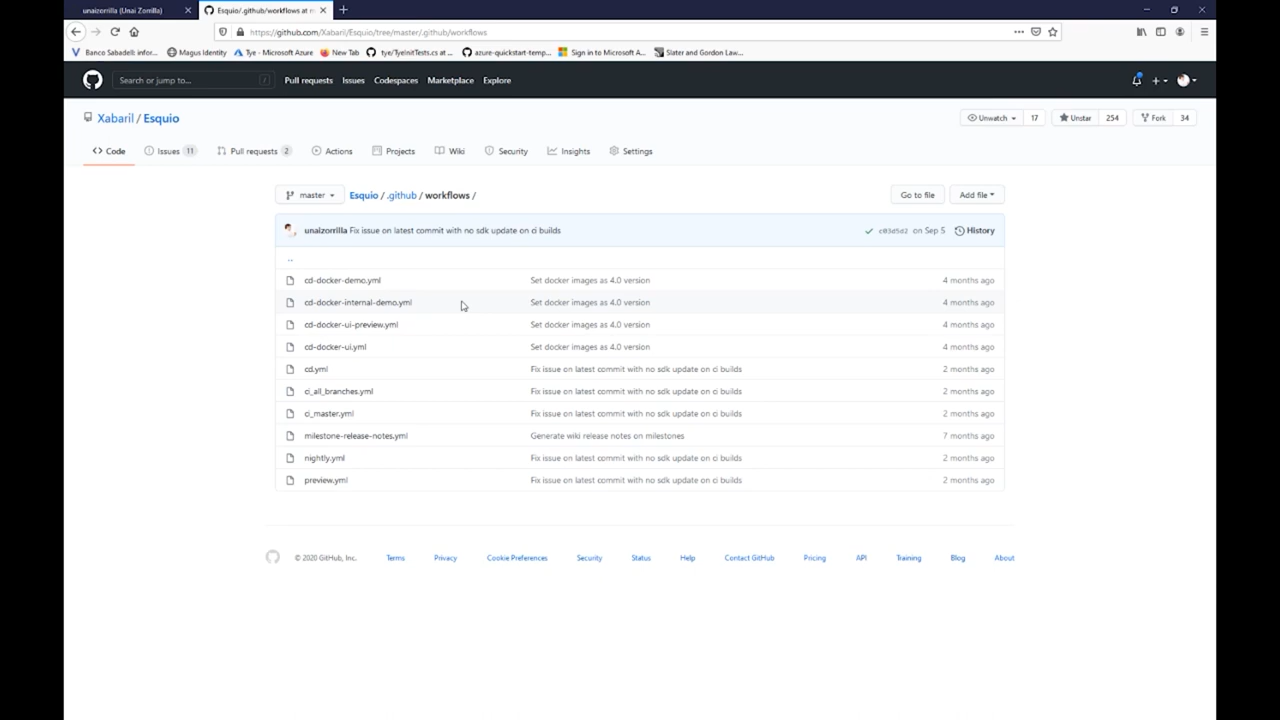 unaizorrilla (Unai Zorrilla)
Esquio/.github/workflows at m
https://github.com/Xabaril/Esquio/tree/master/.github/workflows
Banco Sabadell: infor... Magus Identity Tye - Microsoft Azure New Tab tye/TyeInitTests.cs at ... azure-quickstart-temp... Sign in to Microsoft A... Slater and Gordon Law...
Search or jump to... / Pull requests Issues Codespaces Marketplace Explore
Xabaril / Esquio Unwatch 17 Unstar 254 Fork 34
Code Issues 11 Pull requests 2 Actions Projects Wiki Security Insights Settings
master Esquio / .github / workflows / Go to file Add file
unaizorrilla Fix issue on latest commit with no sdk update on ci builds c03d5d2 on Sep 5 History
..
cd-docker-demo.yml Set docker images as 4.0 version 4 months ago
cd-docker-internal-demo.yml Set docker images as 4.0 version 4 months ago
cd-docker-ui-preview.yml Set docker images as 4.0 version 4 months ago
cd-docker-ui.yml Set docker images as 4.0 version 4 months ago
cd.yml Fix issue on latest commit with no sdk update on ci builds 2 months ago
ci_all_branches.yml Fix issue on latest commit with no sdk update on ci builds 2 months ago
ci_master.yml Fix issue on latest commit with no sdk update on ci builds 2 months ago
milestone-release-notes.yml Generate wiki release notes on milestones 7 months ago
nightly.yml Fix issue on latest commit with no sdk update on ci builds 2 months ago
preview.yml Fix issue on latest commit with no sdk update on ci builds 2 months ago
© 2020 GitHub, Inc. Terms Privacy Cookie Preferences Security Status Help Contact GitHub Pricing API Training Blog About